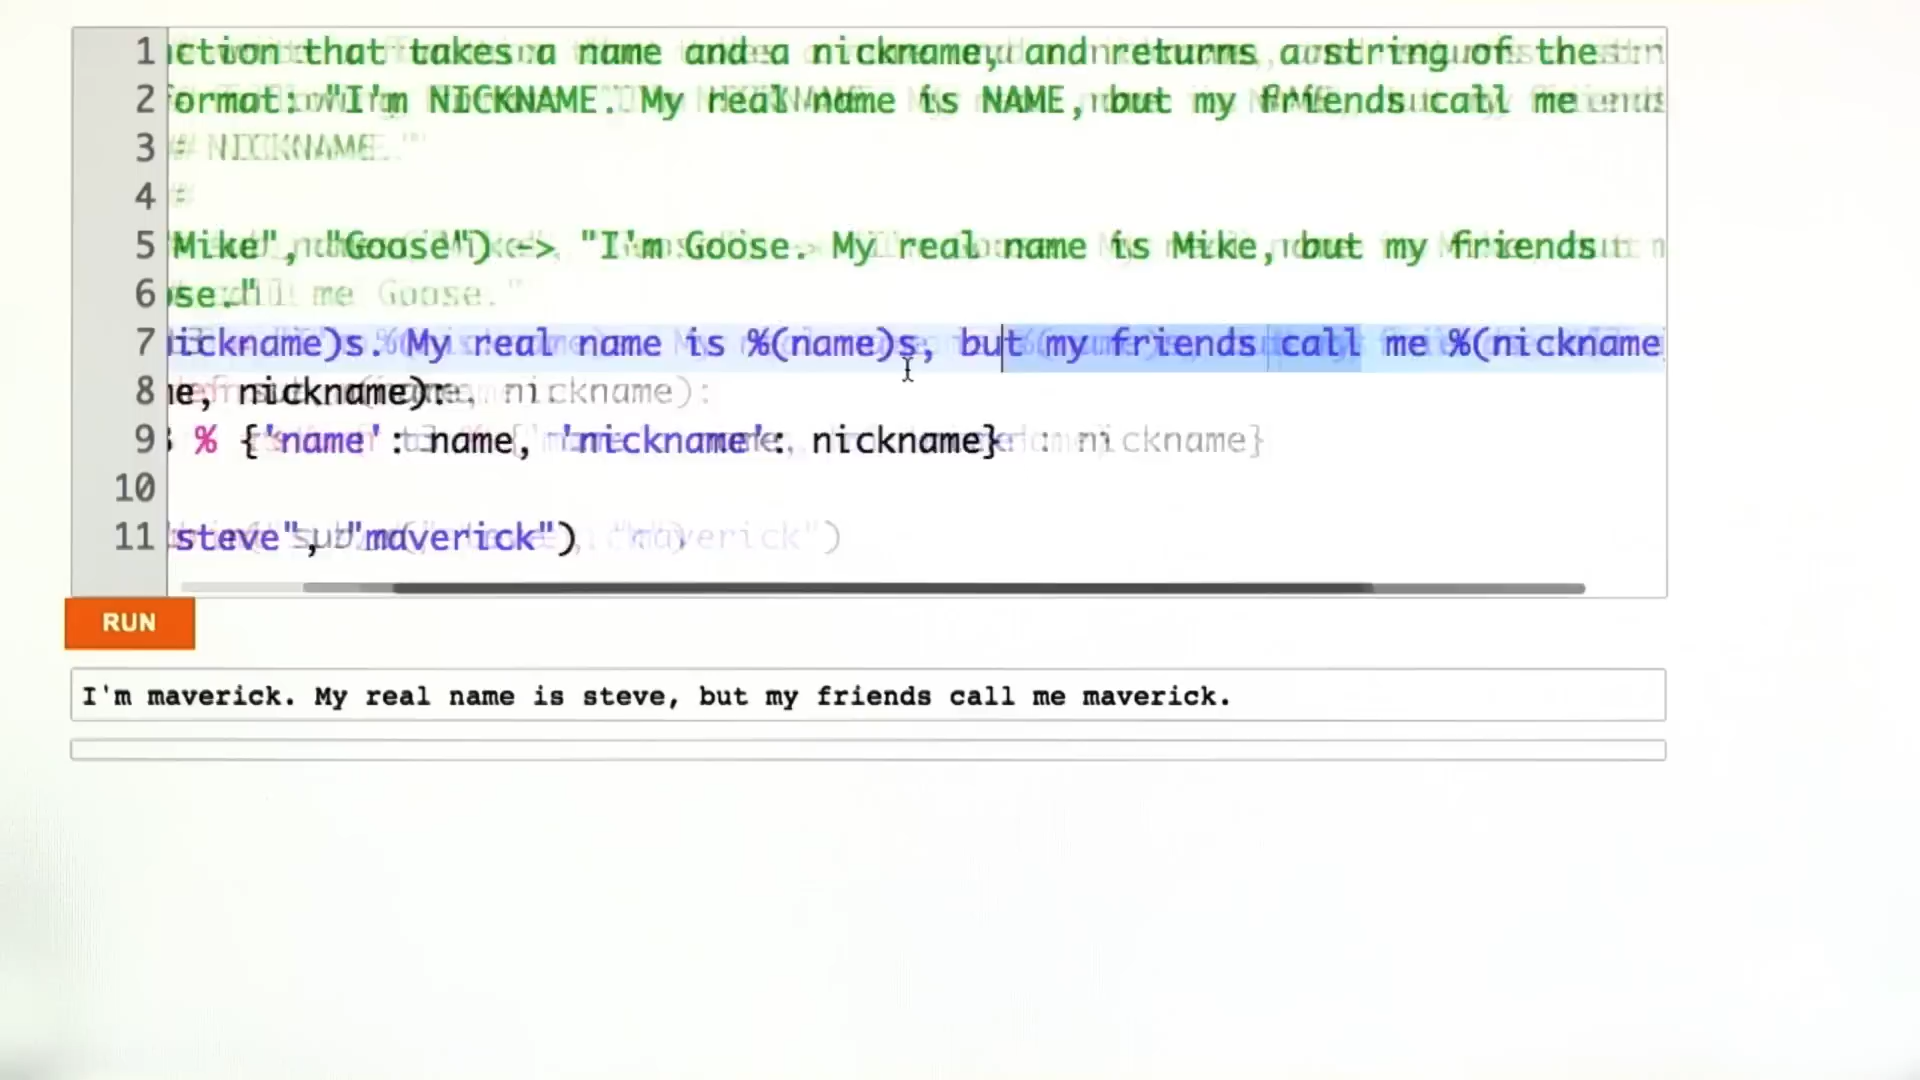 1 ction that takes a name and a nickname, and returns a string of the
2 ormat: "I'm NICKNAME. My real name is NAME, but my friends call me
3 # NICKNAME."
4 #
5 Mike", "Goose") -> "I'm Goose. My real name is Mike, but my friends
6 se."
7 ickname)s. My real name is %(name)s, but my friends call me %(nickname
8 e, nickname):
9 % {'name': name, 'nickname': nickname}
10
11 steve", "maverick")
RUN
I'm maverick. My real name is steve, but my friends call me maverick.